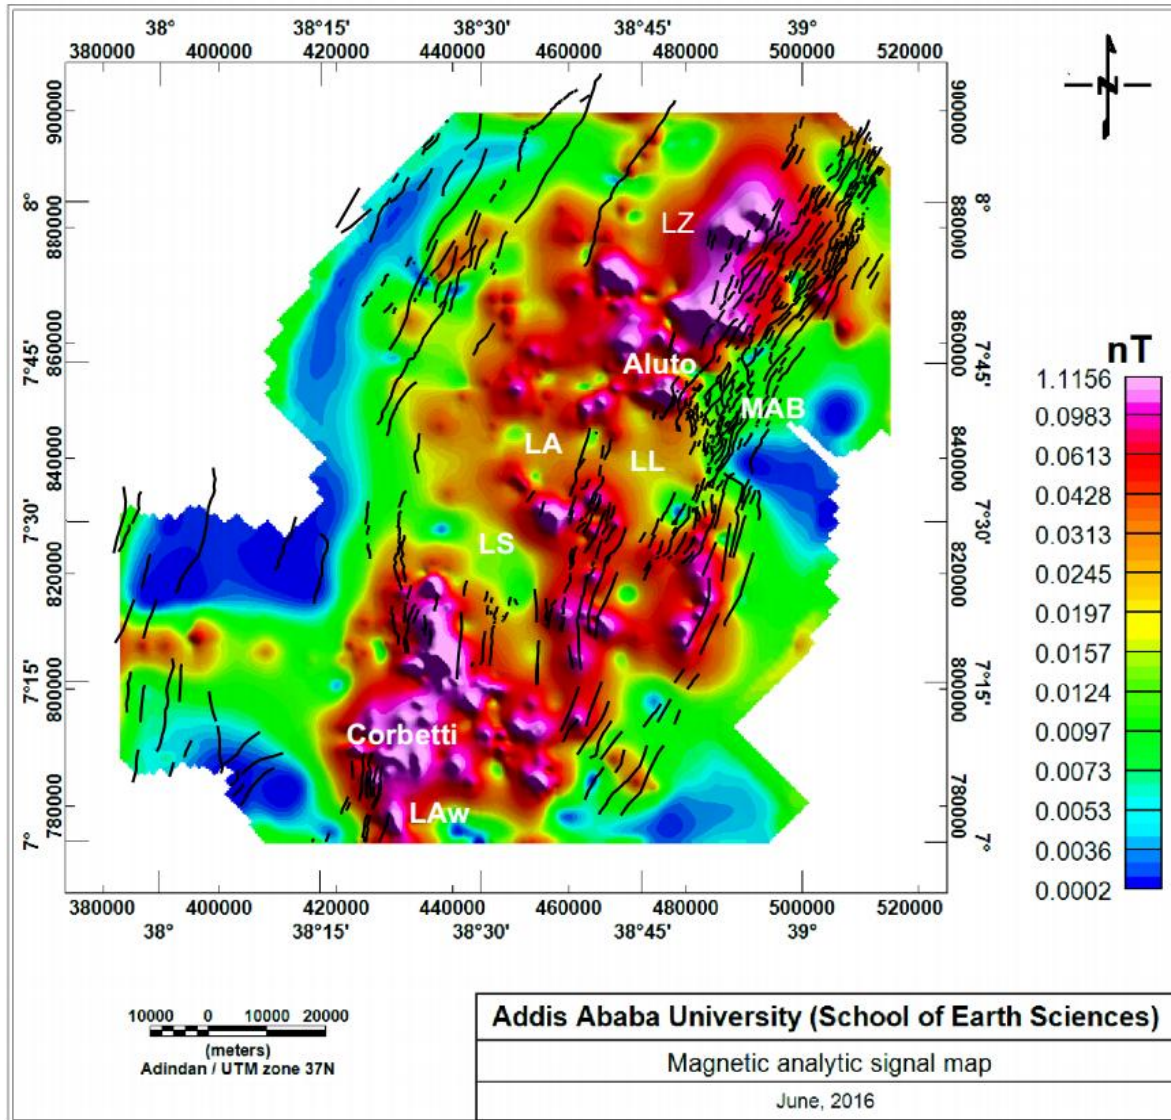 38° 38°15' 38°30' 38°45' 39°
380000 400000 420000 440000 460000 480000 500000 520000
N
900000 900000
8° 8°
880000 880000
LZ
860000 860000
7°45' 7°45'
Aluto
nT
1.1156
0.0983
0.0613
0.0428
0.0320
0.0245
0.0197
0.0157
0.0124
0.0097
0.0073
0.0053
0.0036
0.0002
MAB
840000 840000
LA LL
7°30' 7°30'
LS
820000 820000
7°15' 7°15'
800000 800000
Corbetti
780000 780000
LAw
7° 7°
380000 400000 420000 440000 460000 480000 500000 520000
38° 38°15' 38°30' 38°45' 39°
10000 0 10000 20000
(meters)
Adindan / UTM zone 37N
Addis Ababa University (School of Earth Sciences)
Magnetic analytic signal map
June, 2016